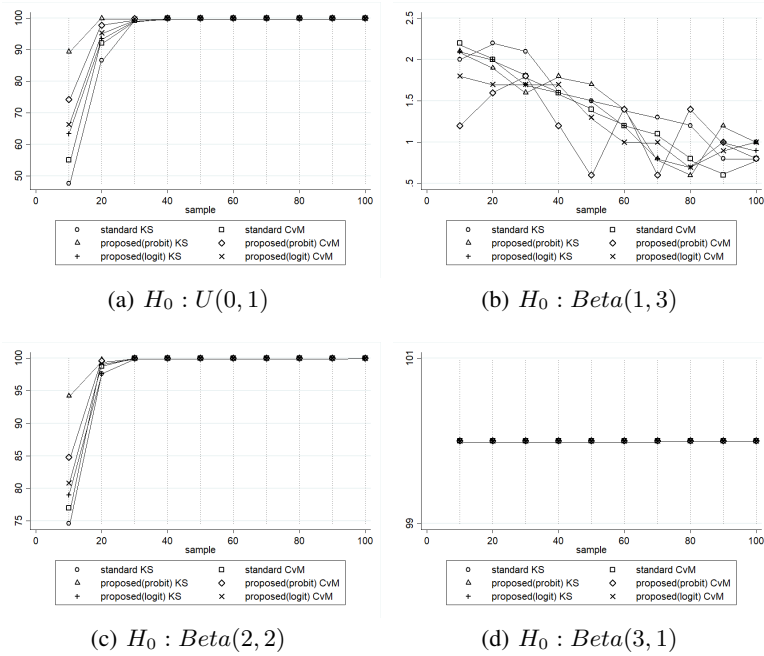 100
90
80
70
60
50
0 20 40 60 80 100
sample
standard KS standard CvM
proposed(probit) KS proposed(probit) CvM
proposed(logit) KS proposed(logit) CvM
(a) H₀ : U(0, 1)
2.5
2
1.5
1
.5
0 20 40 60 80 100
sample
standard KS standard CvM
proposed(probit) KS proposed(probit) CvM
proposed(logit) KS proposed(logit) CvM
(b) H₀ : Beta(1, 3)
100
95
90
85
80
75
0 20 40 60 80 100
sample
standard KS standard CvM
proposed(probit) KS proposed(probit) CvM
proposed(logit) KS proposed(logit) CvM
(c) H₀ : Beta(2, 2)
101
99
0 20 40 60 80 100
sample
standard KS standard CvM
proposed(probit) KS proposed(probit) CvM
proposed(logit) KS proposed(logit) CvM
(d) H₀ : Beta(3, 1)